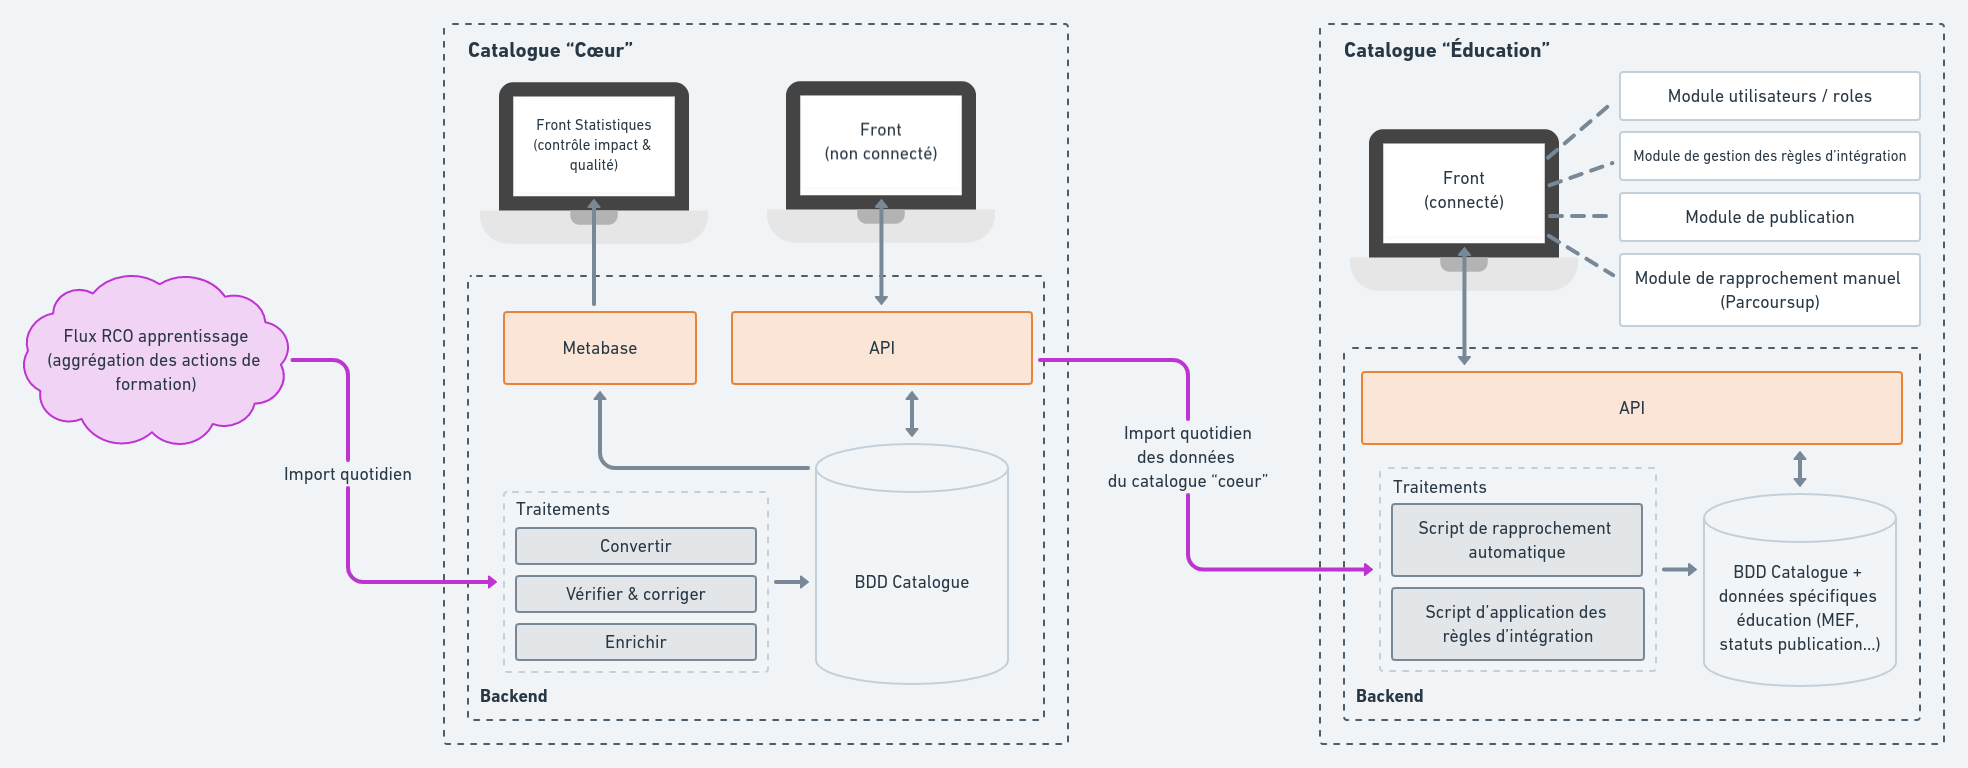 Catalogue “Cœur”
Front Statistiques
(contrôle impact &
qualité)
Front
(non connecté)
Flux RCO apprentissage
(aggrégation des actions de
formation)
Import quotidien
Metabase
API
Traitements
Convertir
Vérifier & corriger
Enrichir
BDD Catalogue
Backend
Import quotidien
des données
du catalogue “coeur”
Catalogue “Éducation”
Front
(connecté)
Module utilisateurs / roles
Module de gestion des règles d’intégration
Module de publication
Module de rapprochement manuel
(Parcoursup)
API
Traitements
Script de rapprochement
automatique
Script d’application des
règles d’intégration
BDD Catalogue +
données spécifiques
éducation (MEF,
statuts publication...)
Backend